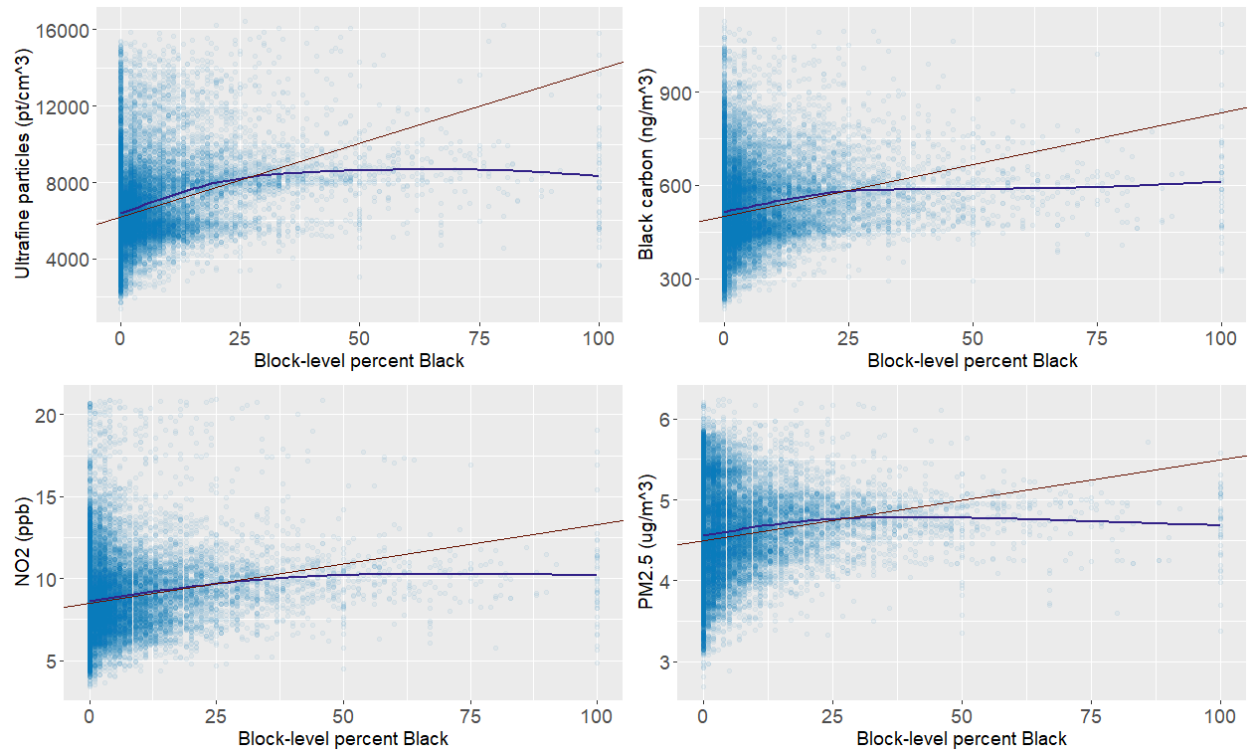 Ultrafine particles (pt/cm^3)
16000
12000
8000
4000
0 25 50 75 100
Block-level percent Black
Black carbon (ng/m^3)
900
600
300
0 25 50 75 100
Block-level percent Black
NO2 (ppb)
20
15
10
5
0 25 50 75 100
Block-level percent Black
PM2.5 (ug/m^3)
6
5
4
3
0 25 50 75 100
Block-level percent Black